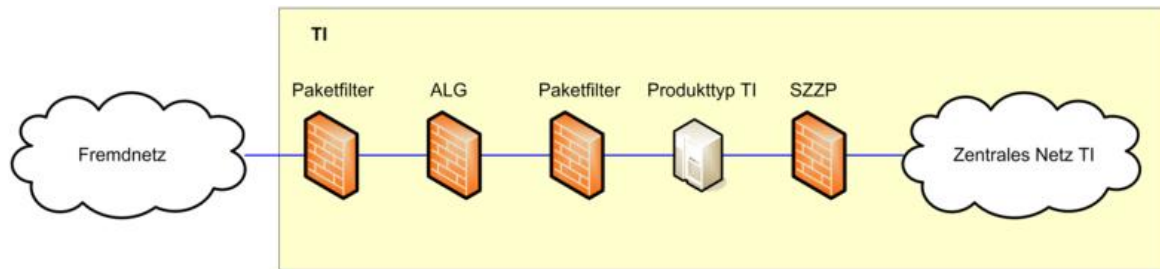 TI
Paketfilter
ALG
Paketfilter
Produkttyp TI
SZZP
Fremdnetz
Zentrales Netz TI